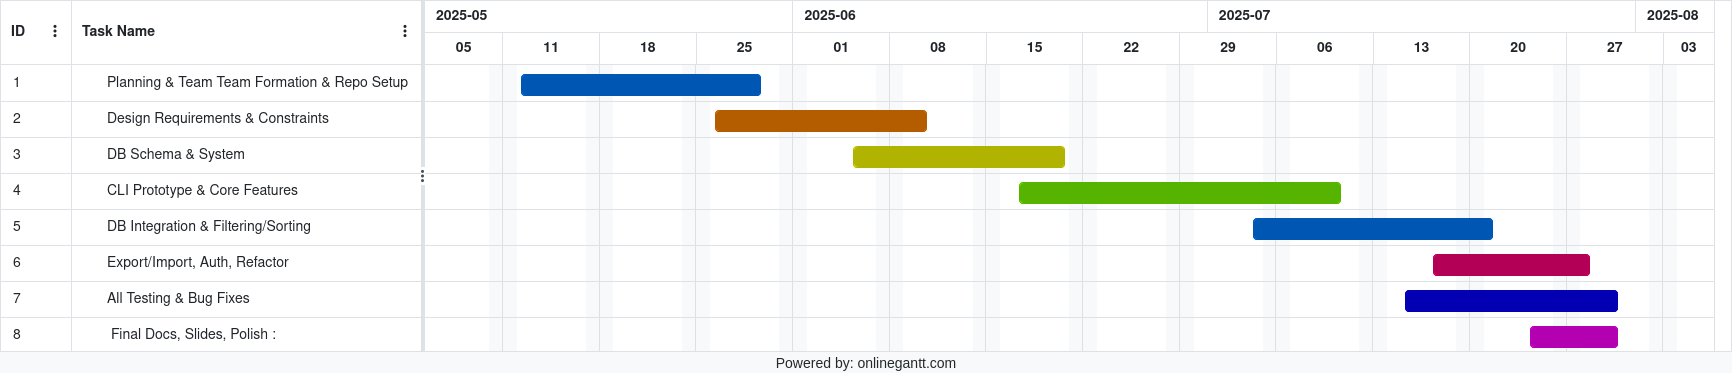 ID Task Name 2025-05 2025-06 2025-07 2025-08
05 11 18 25 01 08 15 22 29 06 13 20 27 03
1 Planning & Team Team Formation & Repo Setup
2 Design Requirements & Constraints
3 DB Schema & System
4 CLI Prototype & Core Features
5 DB Integration & Filtering/Sorting
6 Export/Import, Auth, Refactor
7 All Testing & Bug Fixes
8 Final Docs, Slides, Polish :
Powered by: onlinegantt.com